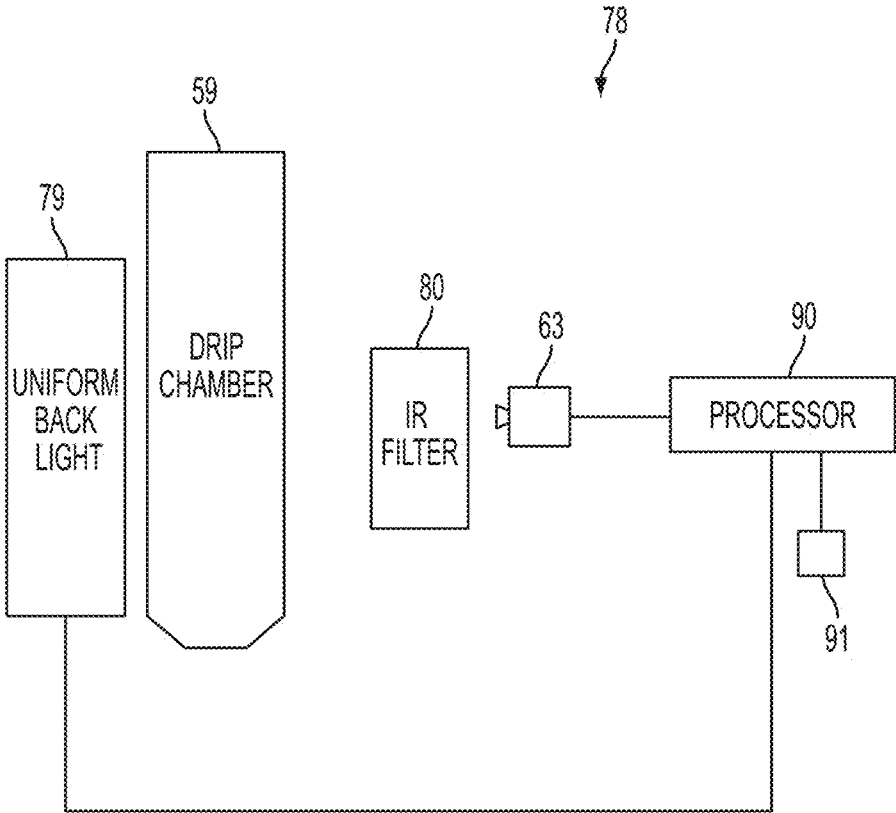 78
59
79
UNIFORM
BACK
LIGHT
DRIP
CHAMBER
80
IR
FILTER
63
90
PROCESSOR
91